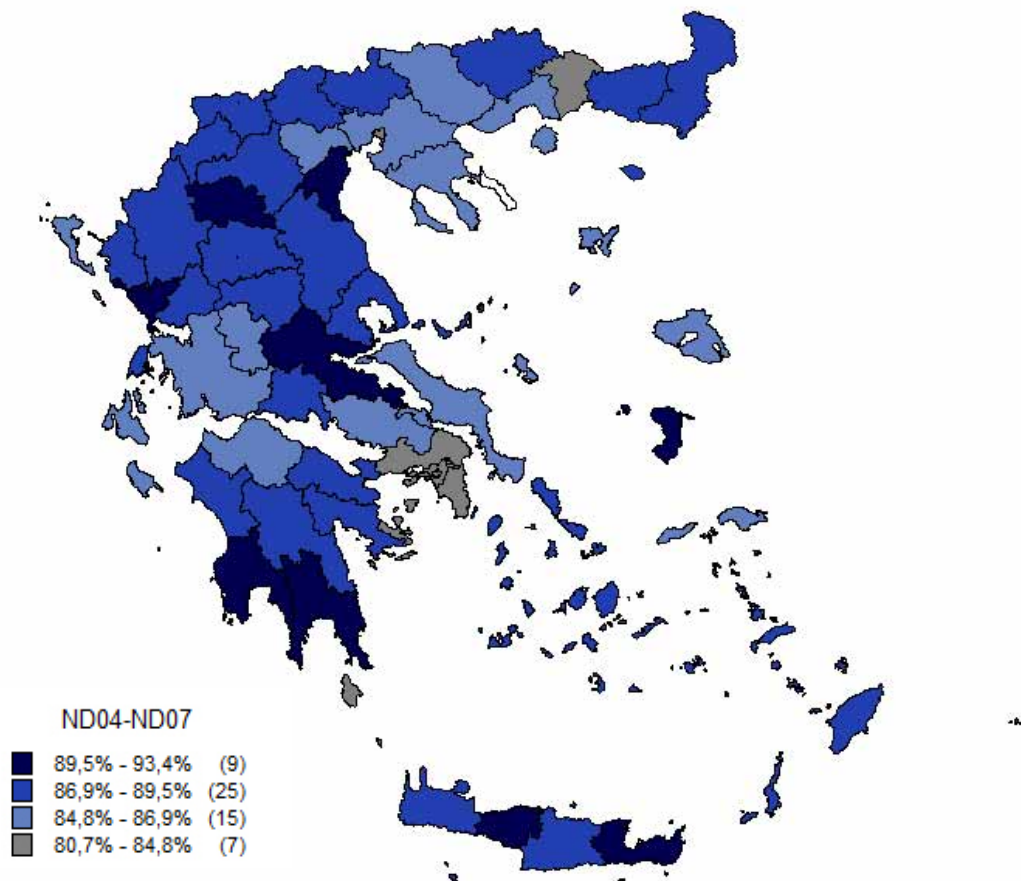 ND04-ND07
89,5% - 93,4% (9)
86,9% - 89,5% (25)
84,8% - 86,9% (15)
80,7% - 84,8% (7)